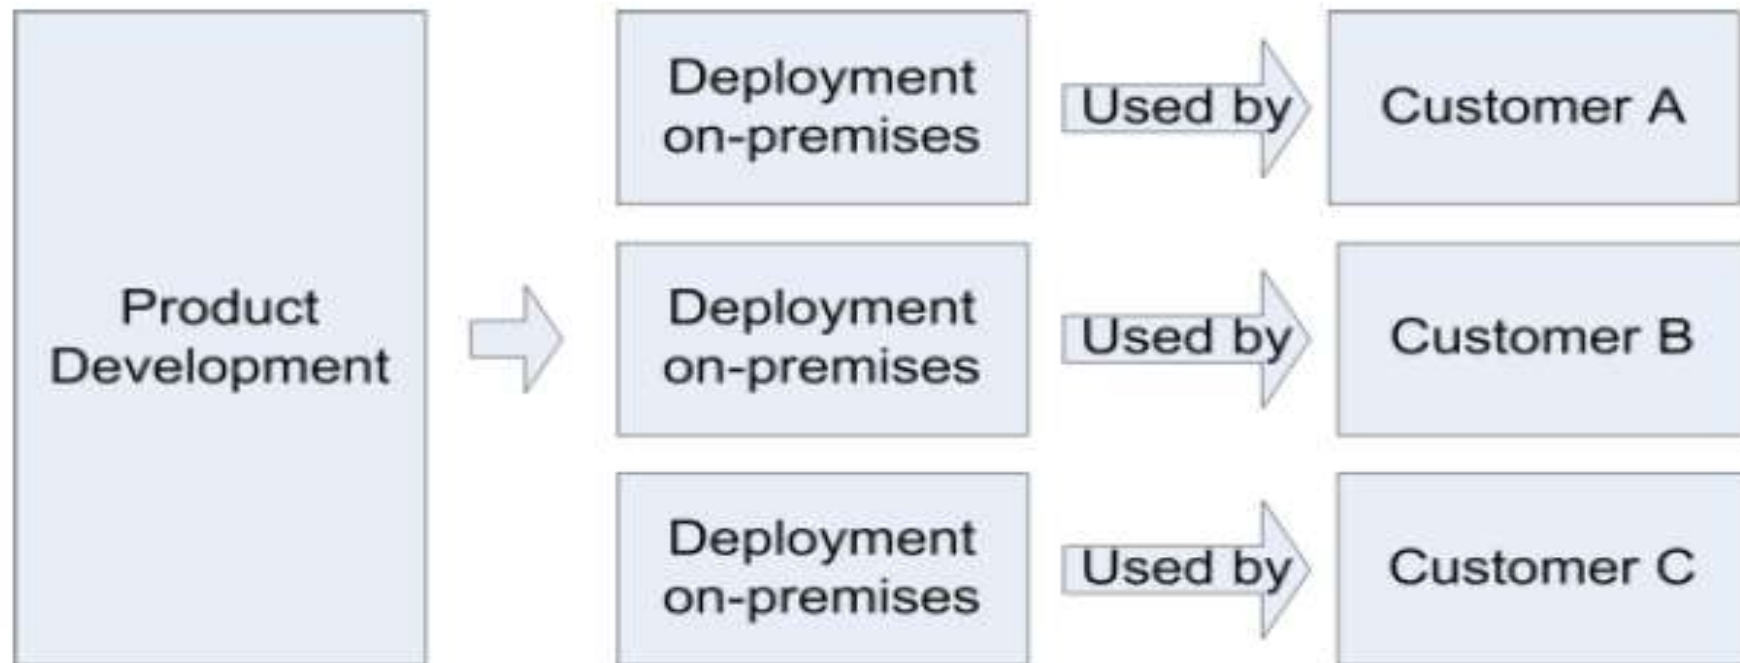 Product
Development
Deployment
on-premises
Used by
Customer A
Deployment
on-premises
Used by
Customer B
Deployment
on-premises
Used by
Customer C